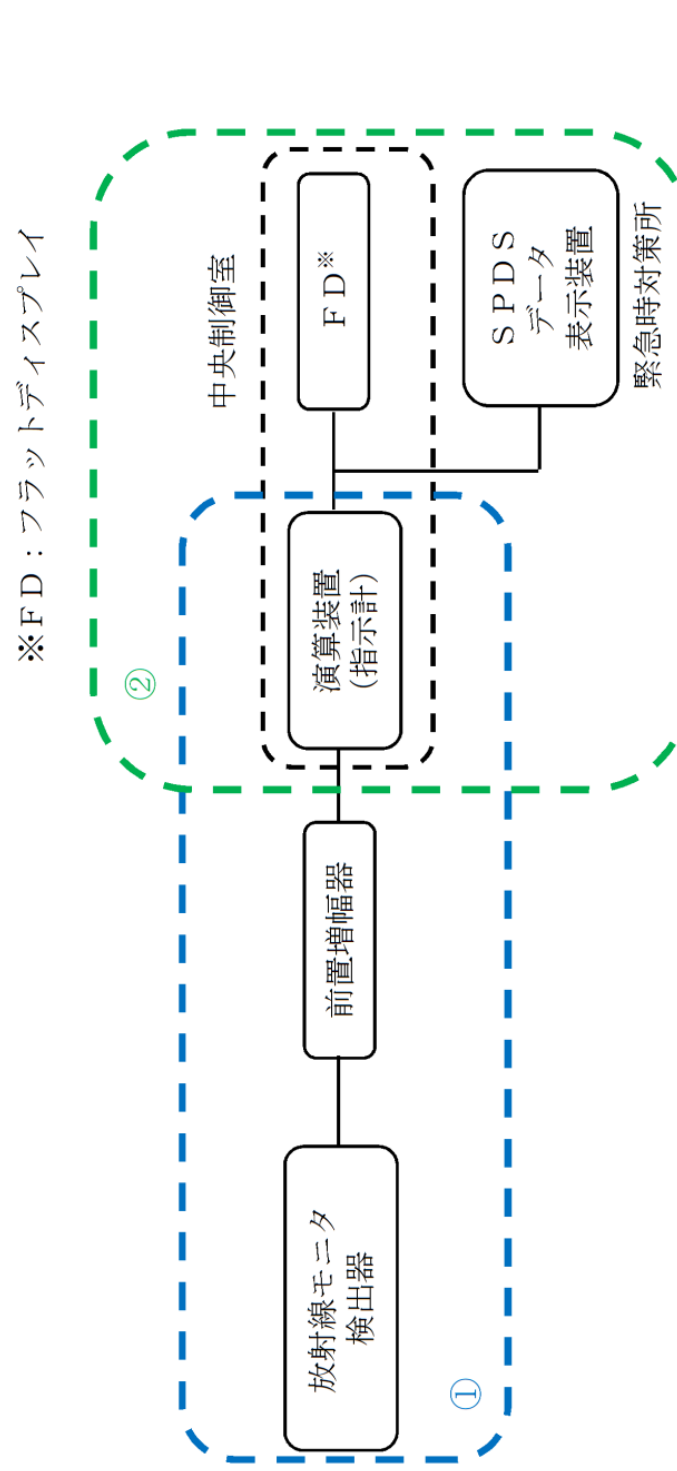 ※FD：フラットディスプレイ
②
中央制御室
放射線モニタ
検出器
前置増幅器
演算装置
(指示計)
FD※
SPDS
データ
表示装置
緊急時対策所
①